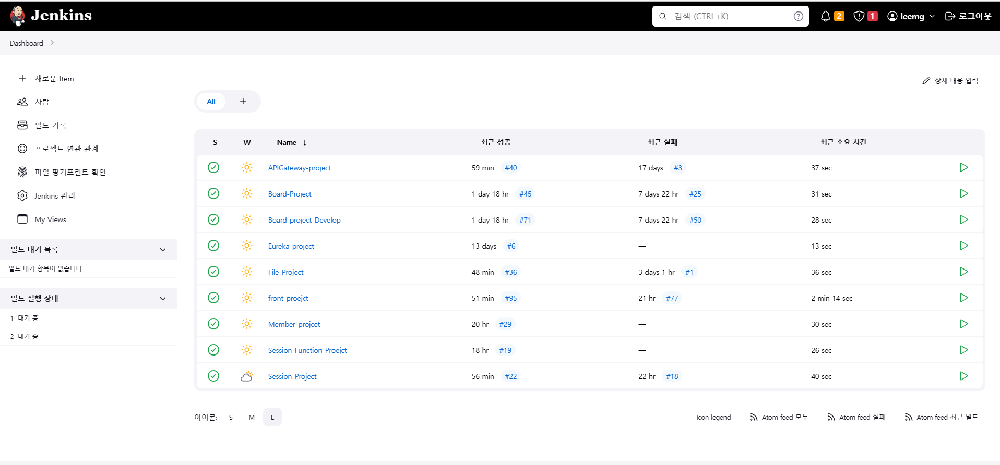 Jenkins
검색 (CTRL+K)
2
1
leemg
로그아웃
Dashboard
새로운 Item
사람
빌드 기록
프로젝트 연관 관계
파일 핑거프린트 확인
Jenkins 관리
My Views
빌드 대기 목록
빌드 대기 항목이 없습니다.
빌드 실행 상태
1 대기 중
2 대기 중
상세 내용 입력
All +
S W Name ↓ 최근 성공 최근 실패 최근 소요 시간
APIGateway-project 59 min #40 17 days #3 37 sec
Board-Project 1 day 18 hr #45 7 days 22 hr #25 31 sec
Board-project-Develop 1 day 18 hr #71 7 days 22 hr #50 28 sec
Eureka-project 13 days #6 — 13 sec
File-Project 48 min #36 3 days 1 hr #1 36 sec
front-proejct 51 min #95 21 hr #77 2 min 14 sec
Member-projcet 20 hr #29 — 30 sec
Session-Function-Proejct 18 hr #19 — 26 sec
Session-Project 56 min #22 22 hr #18 40 sec
아이콘: S M L
Icon legend Atom feed 모두 Atom feed 실패 Atom feed 최근 빌드